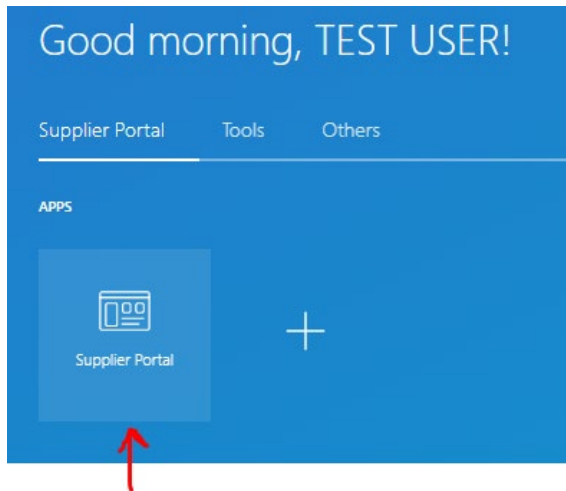 Good morning, TEST USER!
Supplier Portal Tools Others
APPS
Supplier Portal